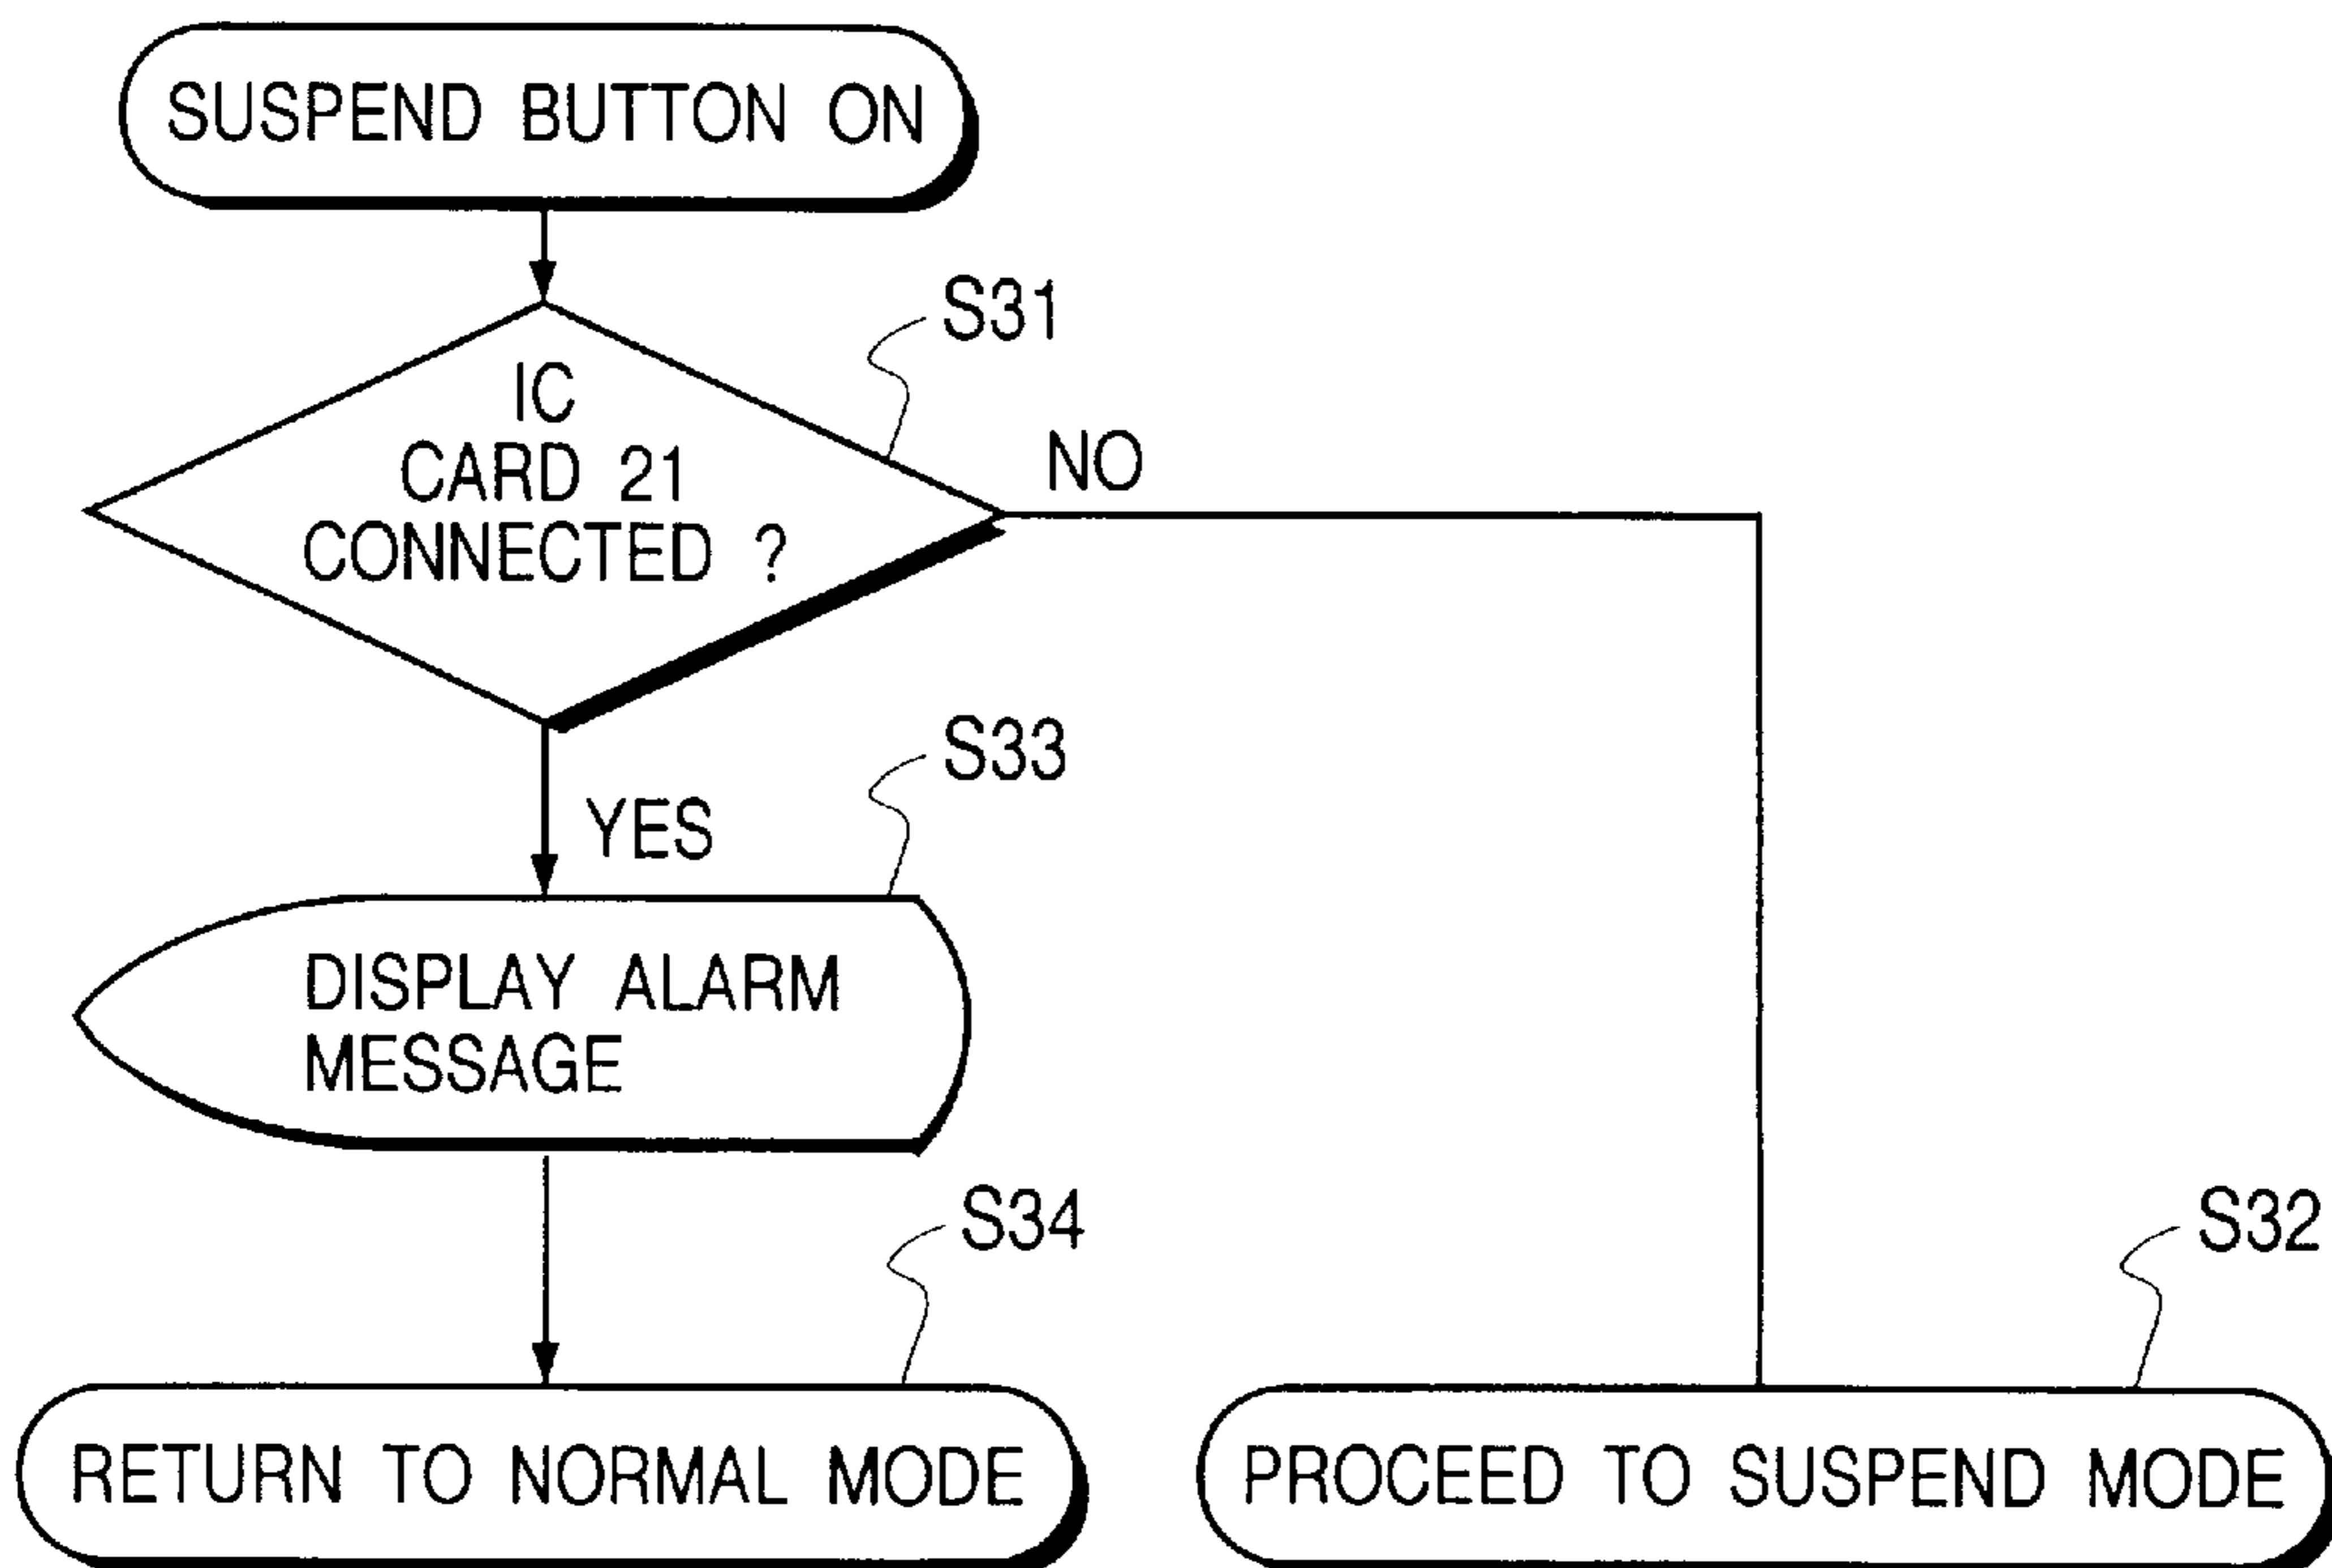 SUSPEND BUTTON ON
S31
IC
CARD 21
CONNECTED ?
NO
S33
YES
DISPLAY ALARM
MESSAGE
S34
S32
RETURN TO NORMAL MODE
PROCEED TO SUSPEND MODE